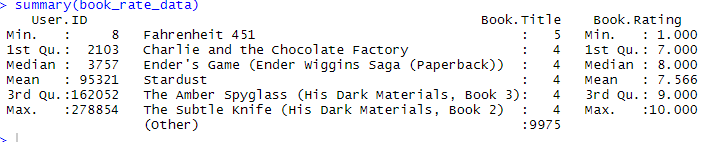 > summary(book_rate_data)
    User.ID                                              Book.Title    Book.Rating
 Min.   :     8   Fahrenheit 451                              :   5   Min.   : 1.000
 1st Qu.:  2103   Charlie and the Chocolate Factory           :   4   1st Qu.: 7.000
 Median :  3757   Ender's Game (Ender Wiggins Saga (Paperback))  :   4   Median : 8.000
 Mean   : 95321   Stardust                                    :   4   Mean   : 7.566
 3rd Qu.:162052   The Amber Spyglass (His Dark Materials, Book 3):   4   3rd Qu.: 9.000
 Max.   :278854   The Subtle Knife (His Dark Materials, Book 2)  :   4   Max.   :10.000
                  (Other)                                     :9975
>